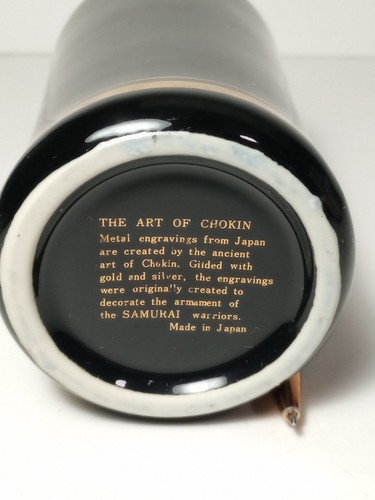 THE ART OF CHOKIN
Metal engravings from Japan
are created by the ancient
art of Chokin. Gilded with
gold and silver, the engravings
were originally created to
decorate the armament of
the SAMURAI warriors.
Made in Japan